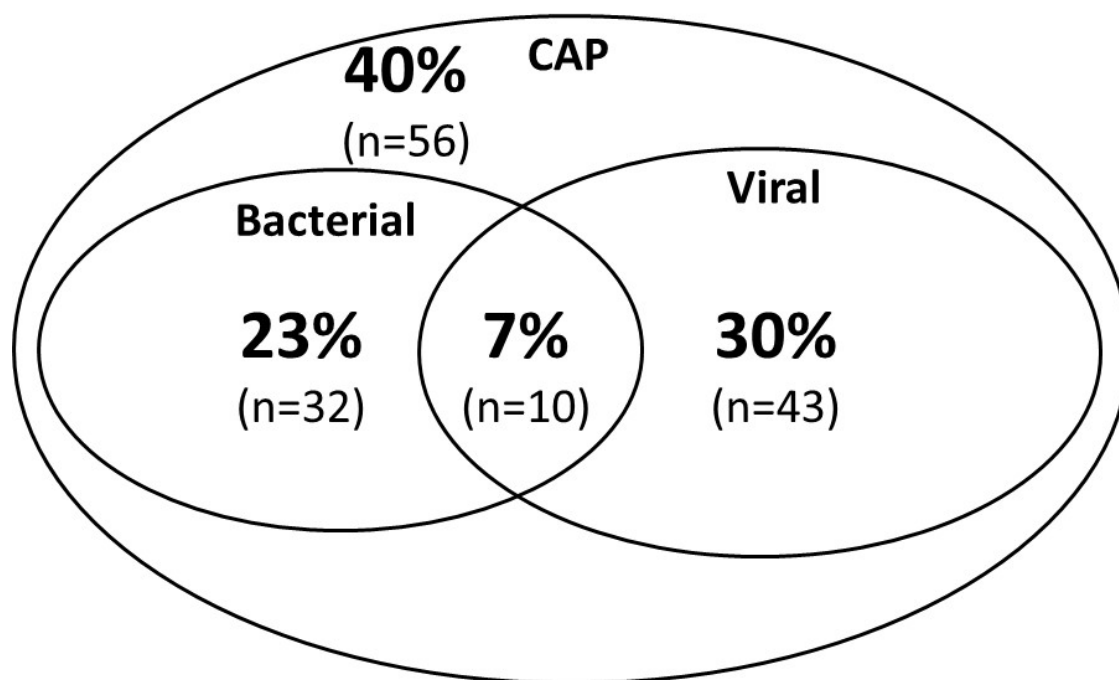 CAP
40%
(n=56)
Bacterial
Viral
23%
(n=32)
7%
(n=10)
30%
(n=43)